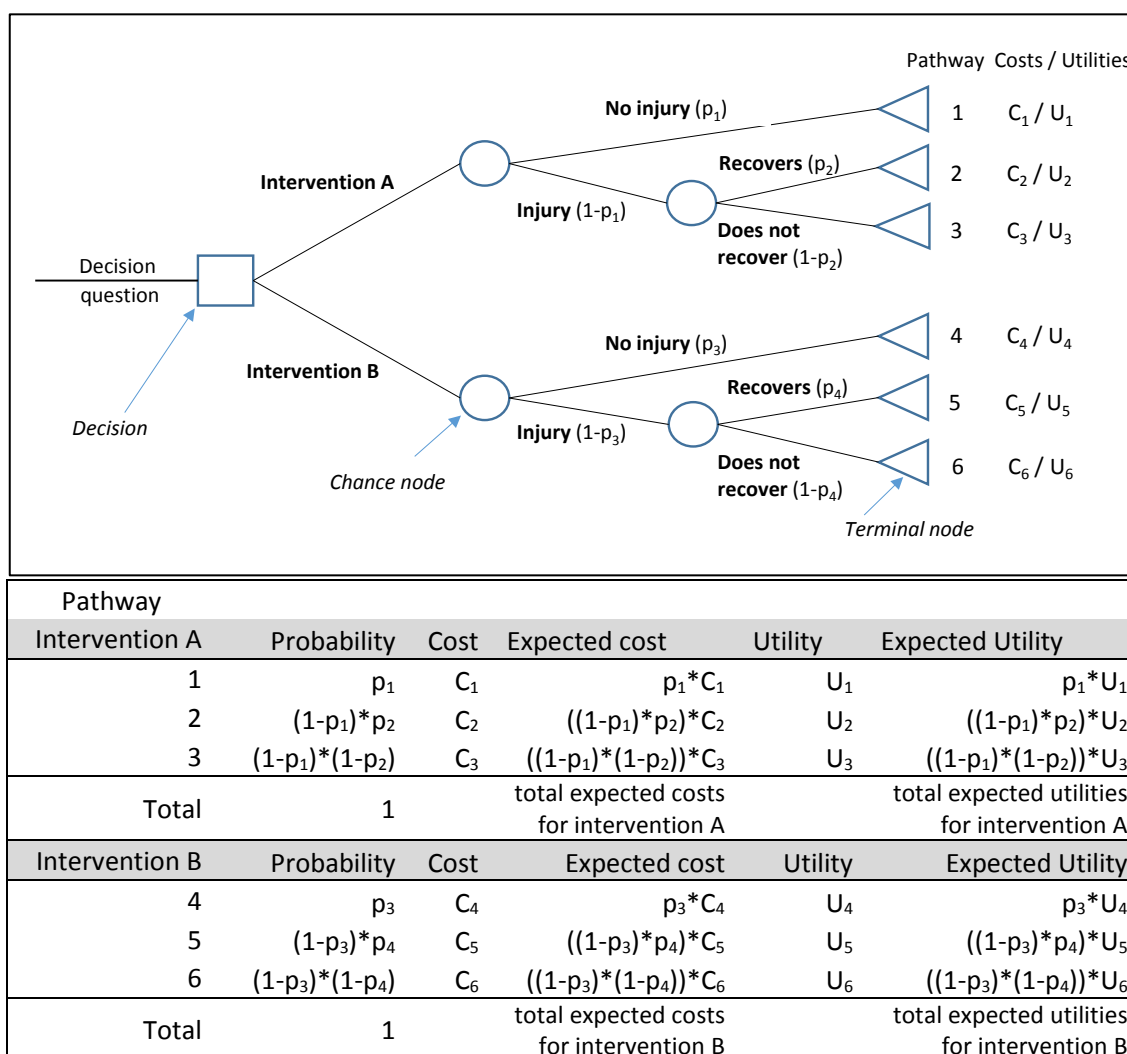 Pathway Costs / Utilities
No injury (p₁)
1 C₁ / U₁
Recovers (p₂)
2 C₂ / U₂
Intervention A
Injury (1-p₁)
Does not
recover (1-p₂)
3 C₃ / U₃
Decision
question
No injury (p₃)
4 C₄ / U₄
Intervention B
Recovers (p₄)
5 C₅ / U₅
Decision
Injury (1-p₃)
Does not
recover (1-p₄)
6 C₆ / U₆
Chance node
Terminal node
Pathway
Intervention A Probability Cost Expected cost Utility Expected Utility
1 p₁ C₁ p₁*C₁ U₁ p₁*U₁
2 (1-p₁)*p₂ C₂ ((1-p₁)*p₂)*C₂ U₂ ((1-p₁)*p₂)*U₂
3 (1-p₁)*(1-p₂) C₃ ((1-p₁)*(1-p₂))*C₃ U₃ ((1-p₁)*(1-p₂))*U₃
Total 1 total expected costs
for intervention A total expected utilities
for intervention A
Intervention B Probability Cost Expected cost Utility Expected Utility
4 p₃ C₄ p₃*C₄ U₄ p₃*U₄
5 (1-p₃)*p₄ C₅ ((1-p₃)*p₄)*C₅ U₅ ((1-p₃)*p₄)*U₅
6 (1-p₃)*(1-p₄) C₆ ((1-p₃)*(1-p₄))*C₆ U₆ ((1-p₃)*(1-p₄))*U₆
Total 1 total expected costs
for intervention B total expected utilities
for intervention B